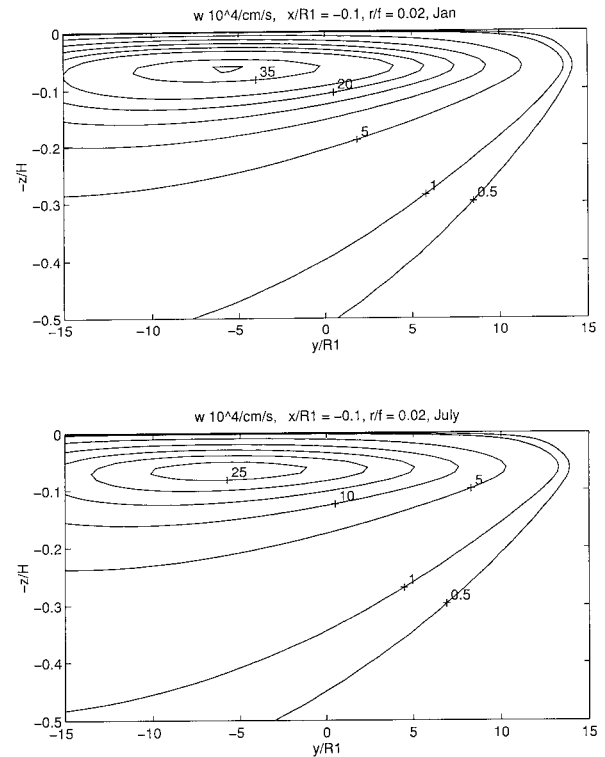 w 10^4/cm/s, x/R1 = −0.1, r/f = 0.02, Jan
0
−0.1
−0.2
−0.3
−0.4
−0.5
−z/H
35
20
5
1
0.5
−15 −10 −5 0 5 10 15
y/R1
w 10^4/cm/s, x/R1 = −0.1, r/f = 0.02, July
0
−0.1
−0.2
−0.3
−0.4
−0.5
−z/H
25
10
5
1
0.5
−15 −10 −5 0 5 10 15
y/R1